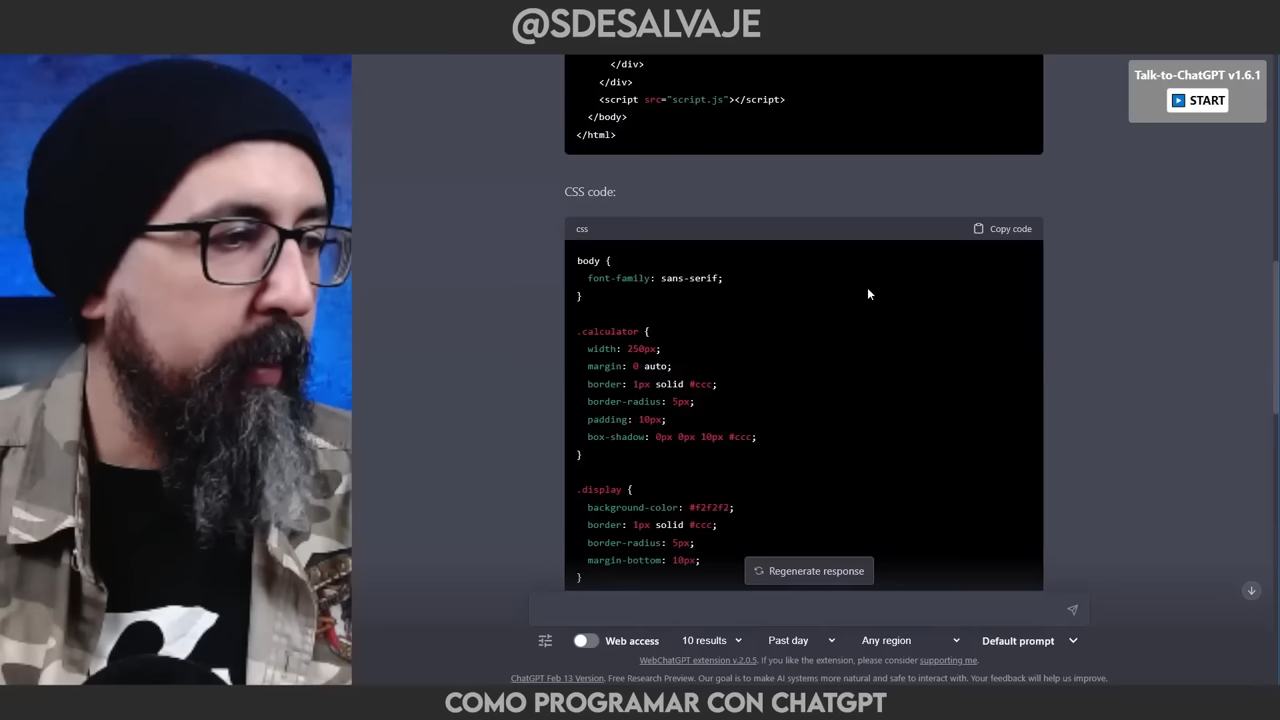 @SDESALVAJE
Talk-to-ChatGPT v1.6.1
START
</div>
</div>
<script src="script.js"></script>
</body>
</html>
CSS code:
css
Copy code
body {
font-family: sans-serif;
}
.calculator {
width: 250px;
margin: 0 auto;
border: 1px solid #ccc;
border-radius: 5px;
padding: 10px;
box-shadow: 0px 0px 10px #ccc;
}
.display {
background-color: #f2f2f2;
border: 1px solid #ccc;
border-radius: 5px;
margin-bottom: 10px;
}
Regenerate response
Web access 10 results Past day Any region Default prompt
WebChatGPT extension v.2.0.5. If you like the extension, please consider supporting me.
ChatGPT Feb 13 Version. Free Research Preview. Our goal is to make AI systems more natural and safe to interact with. Your feedback will help us improve.
COMO PROGRAMAR CON CHATGPT